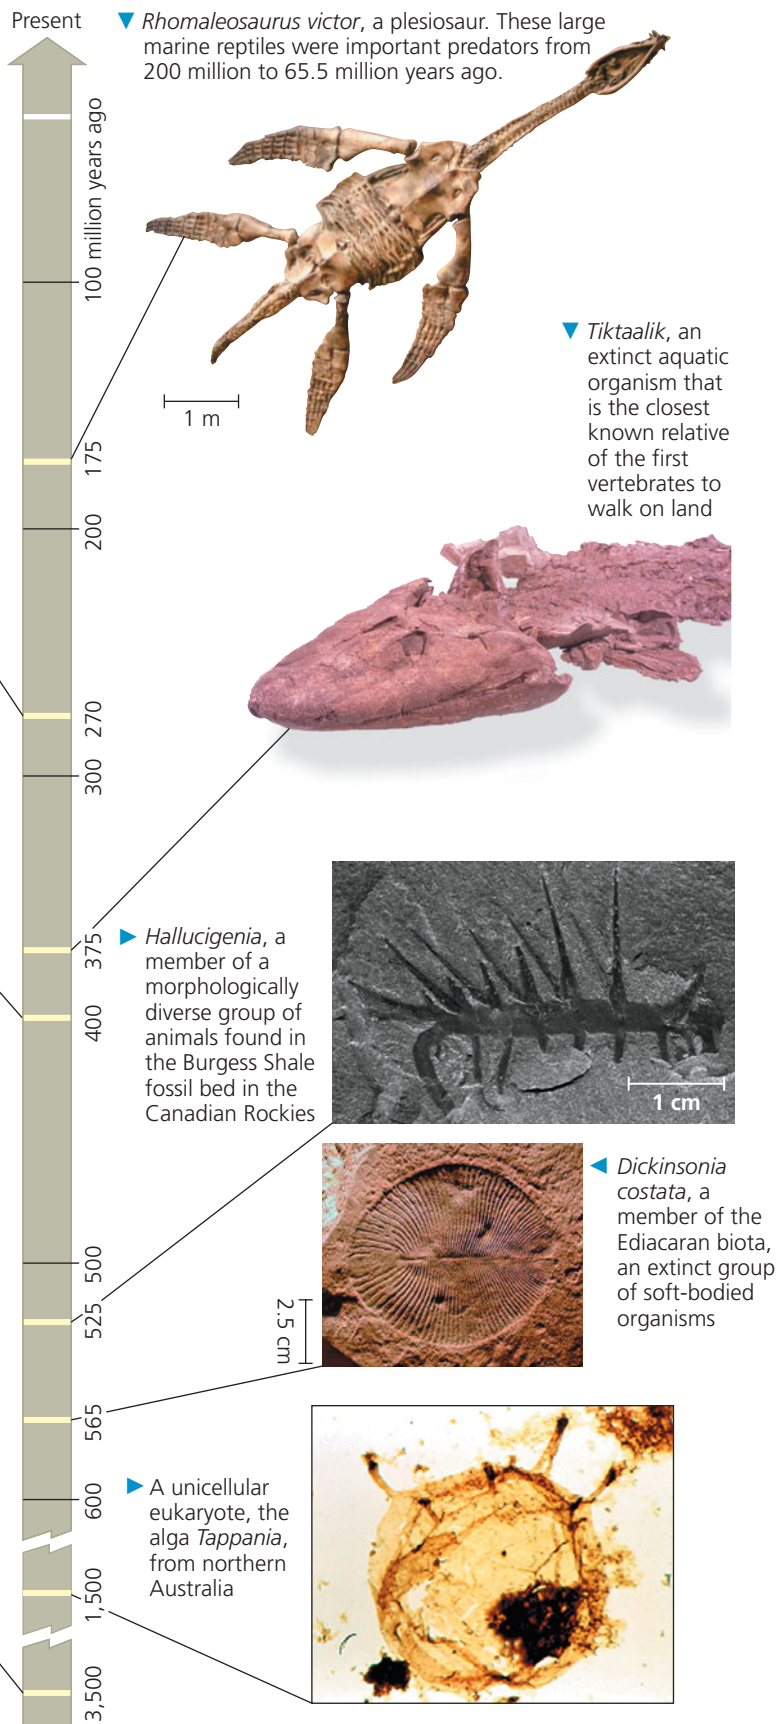 Present
▼ Rhomaleosaurus victor, a plesiosaur. These large
marine reptiles were important predators from
200 million to 65.5 million years ago.
100 million years ago
1 m
▼ Tiktaalik, an
extinct aquatic
organism that
is the closest
known relative
of the first
vertebrates to
walk on land
175
200
270
300
375
► Hallucigenia, a
member of a
morphologically
diverse group of
animals found in
the Burgess Shale
fossil bed in the
Canadian Rockies
1 cm
400
◄ Dickinsonia
costata, a
member of the
Ediacaran biota,
an extinct group
of soft-bodied
organisms
2.5 cm
500
525
565
600
► A unicellular
eukaryote, the
alga Tappania,
from northern
Australia
1,500
3,500